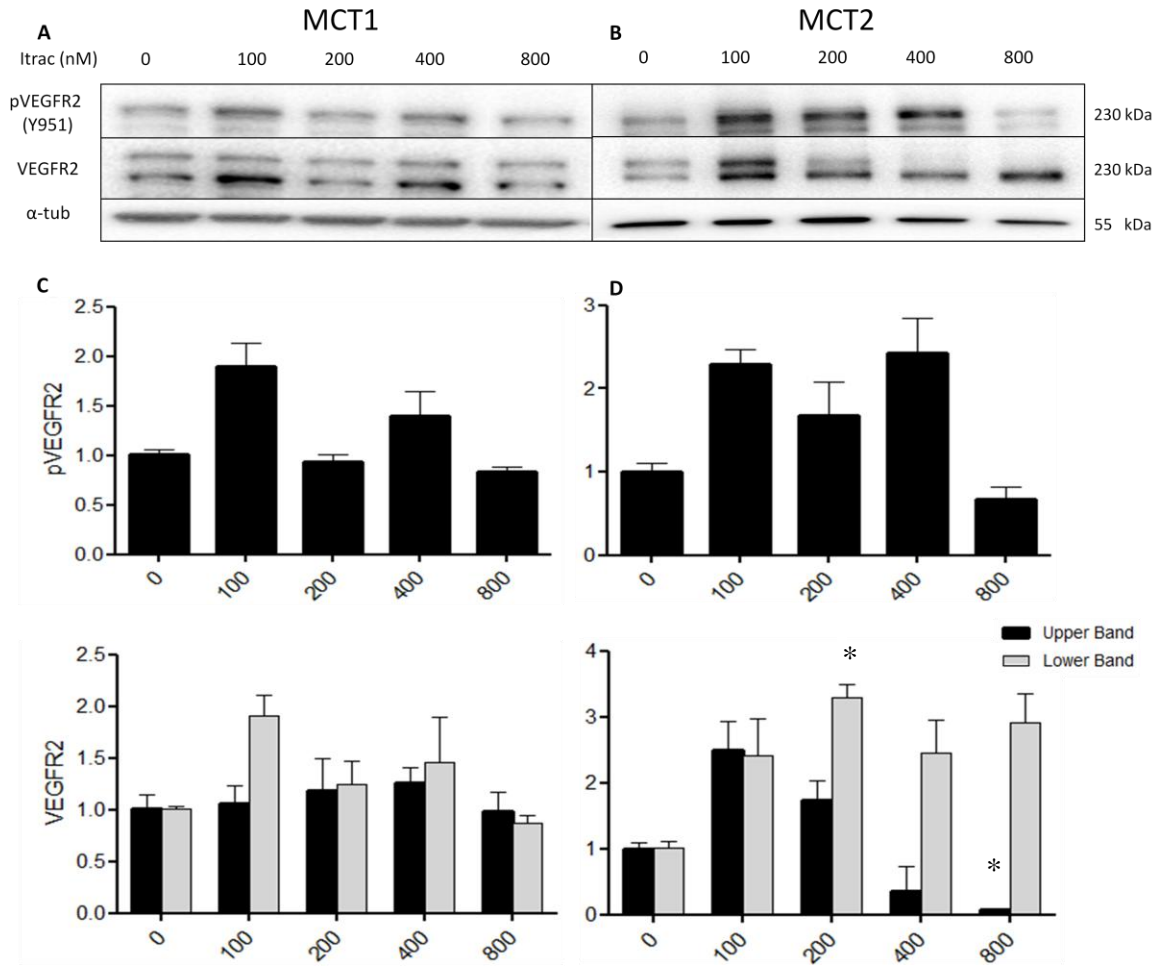 MCT1 MCT2
A B
Itrac (nM) 0 100 200 400 800 0 100 200 400 800
pVEGFR2
(Y951)
230 kDa
VEGFR2
230 kDa
α-tub
55 kDa
C
2.5
2.0
1.5
1.0
0.5
0.0
pVEGFR2
0 100 200 400 800
D
3
2
1
0
0 100 200 400 800
2.5
2.0
1.5
1.0
0.5
0.0
VEGFR2
0 100 200 400 800
Upper Band
Lower Band
4
3
2
1
0
*
*
0 100 200 400 800